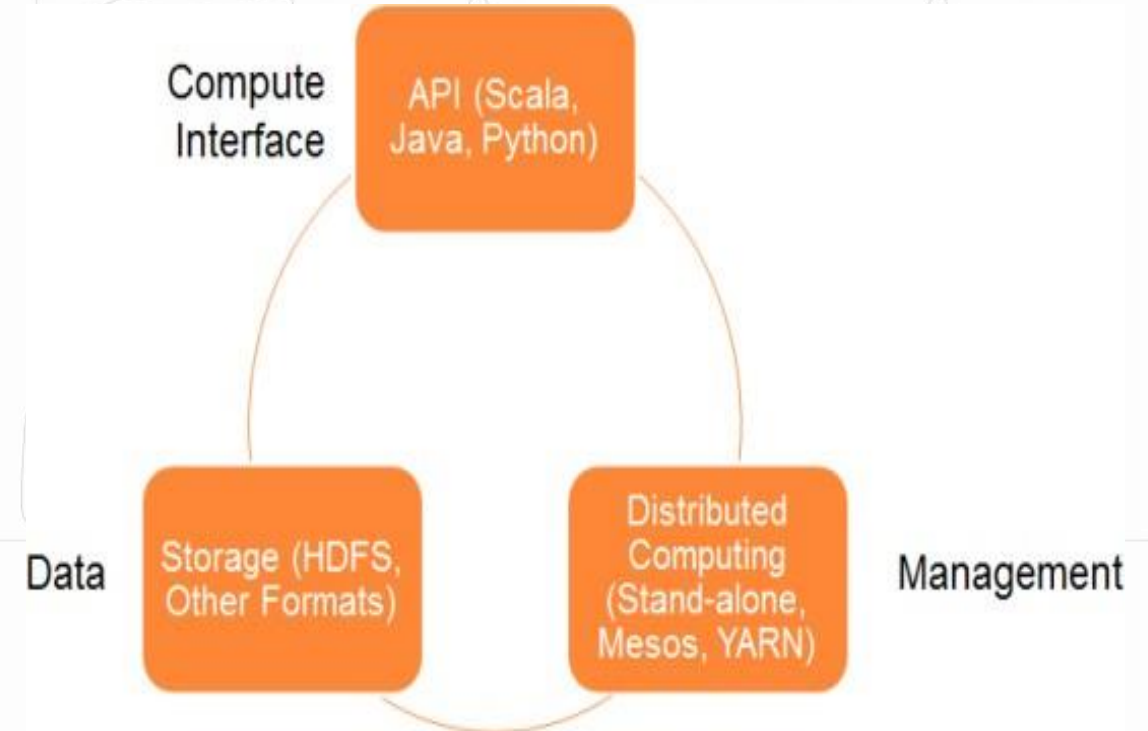 Compute
Interface
API (Scala,
Java, Python)
Data
Storage (HDFS,
Other Formats)
Distributed
Computing
(Stand-alone,
Mesos, YARN)
Management